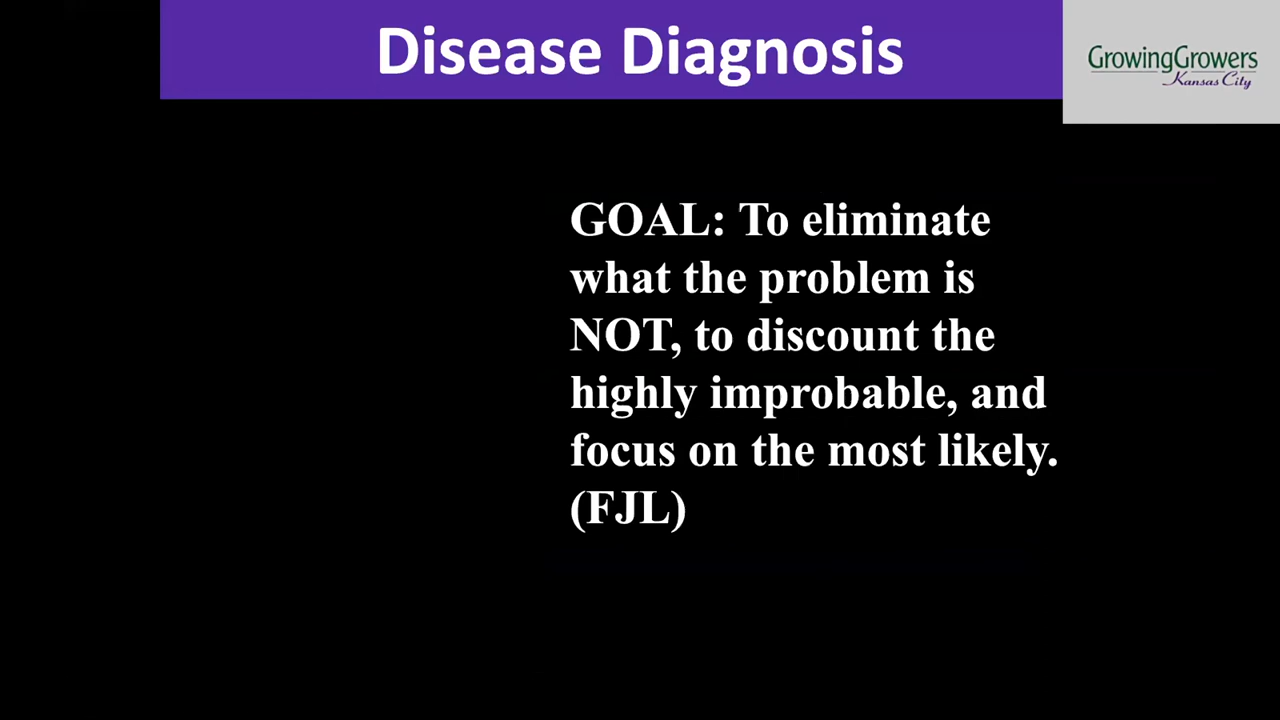 Disease Diagnosis
GrowingGrowers
Kansas City
GOAL: To eliminate
what the problem is
NOT, to discount the
highly improbable, and
focus on the most likely.
(FJL)